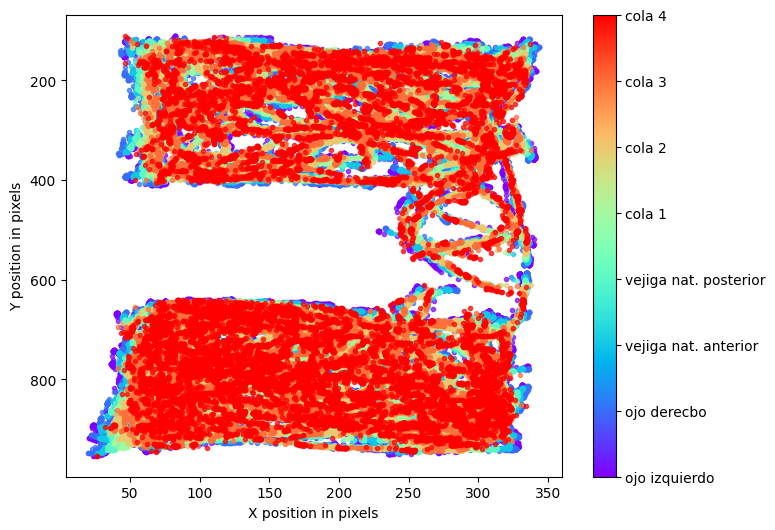 200
400
600
800
Y position in pixels
50
100
150
200
250
300
350
X position in pixels
cola 4
cola 3
cola 2
cola 1
vejiga nat. posterior
vejiga nat. anterior
ojo derecbo
ojo izquierdo